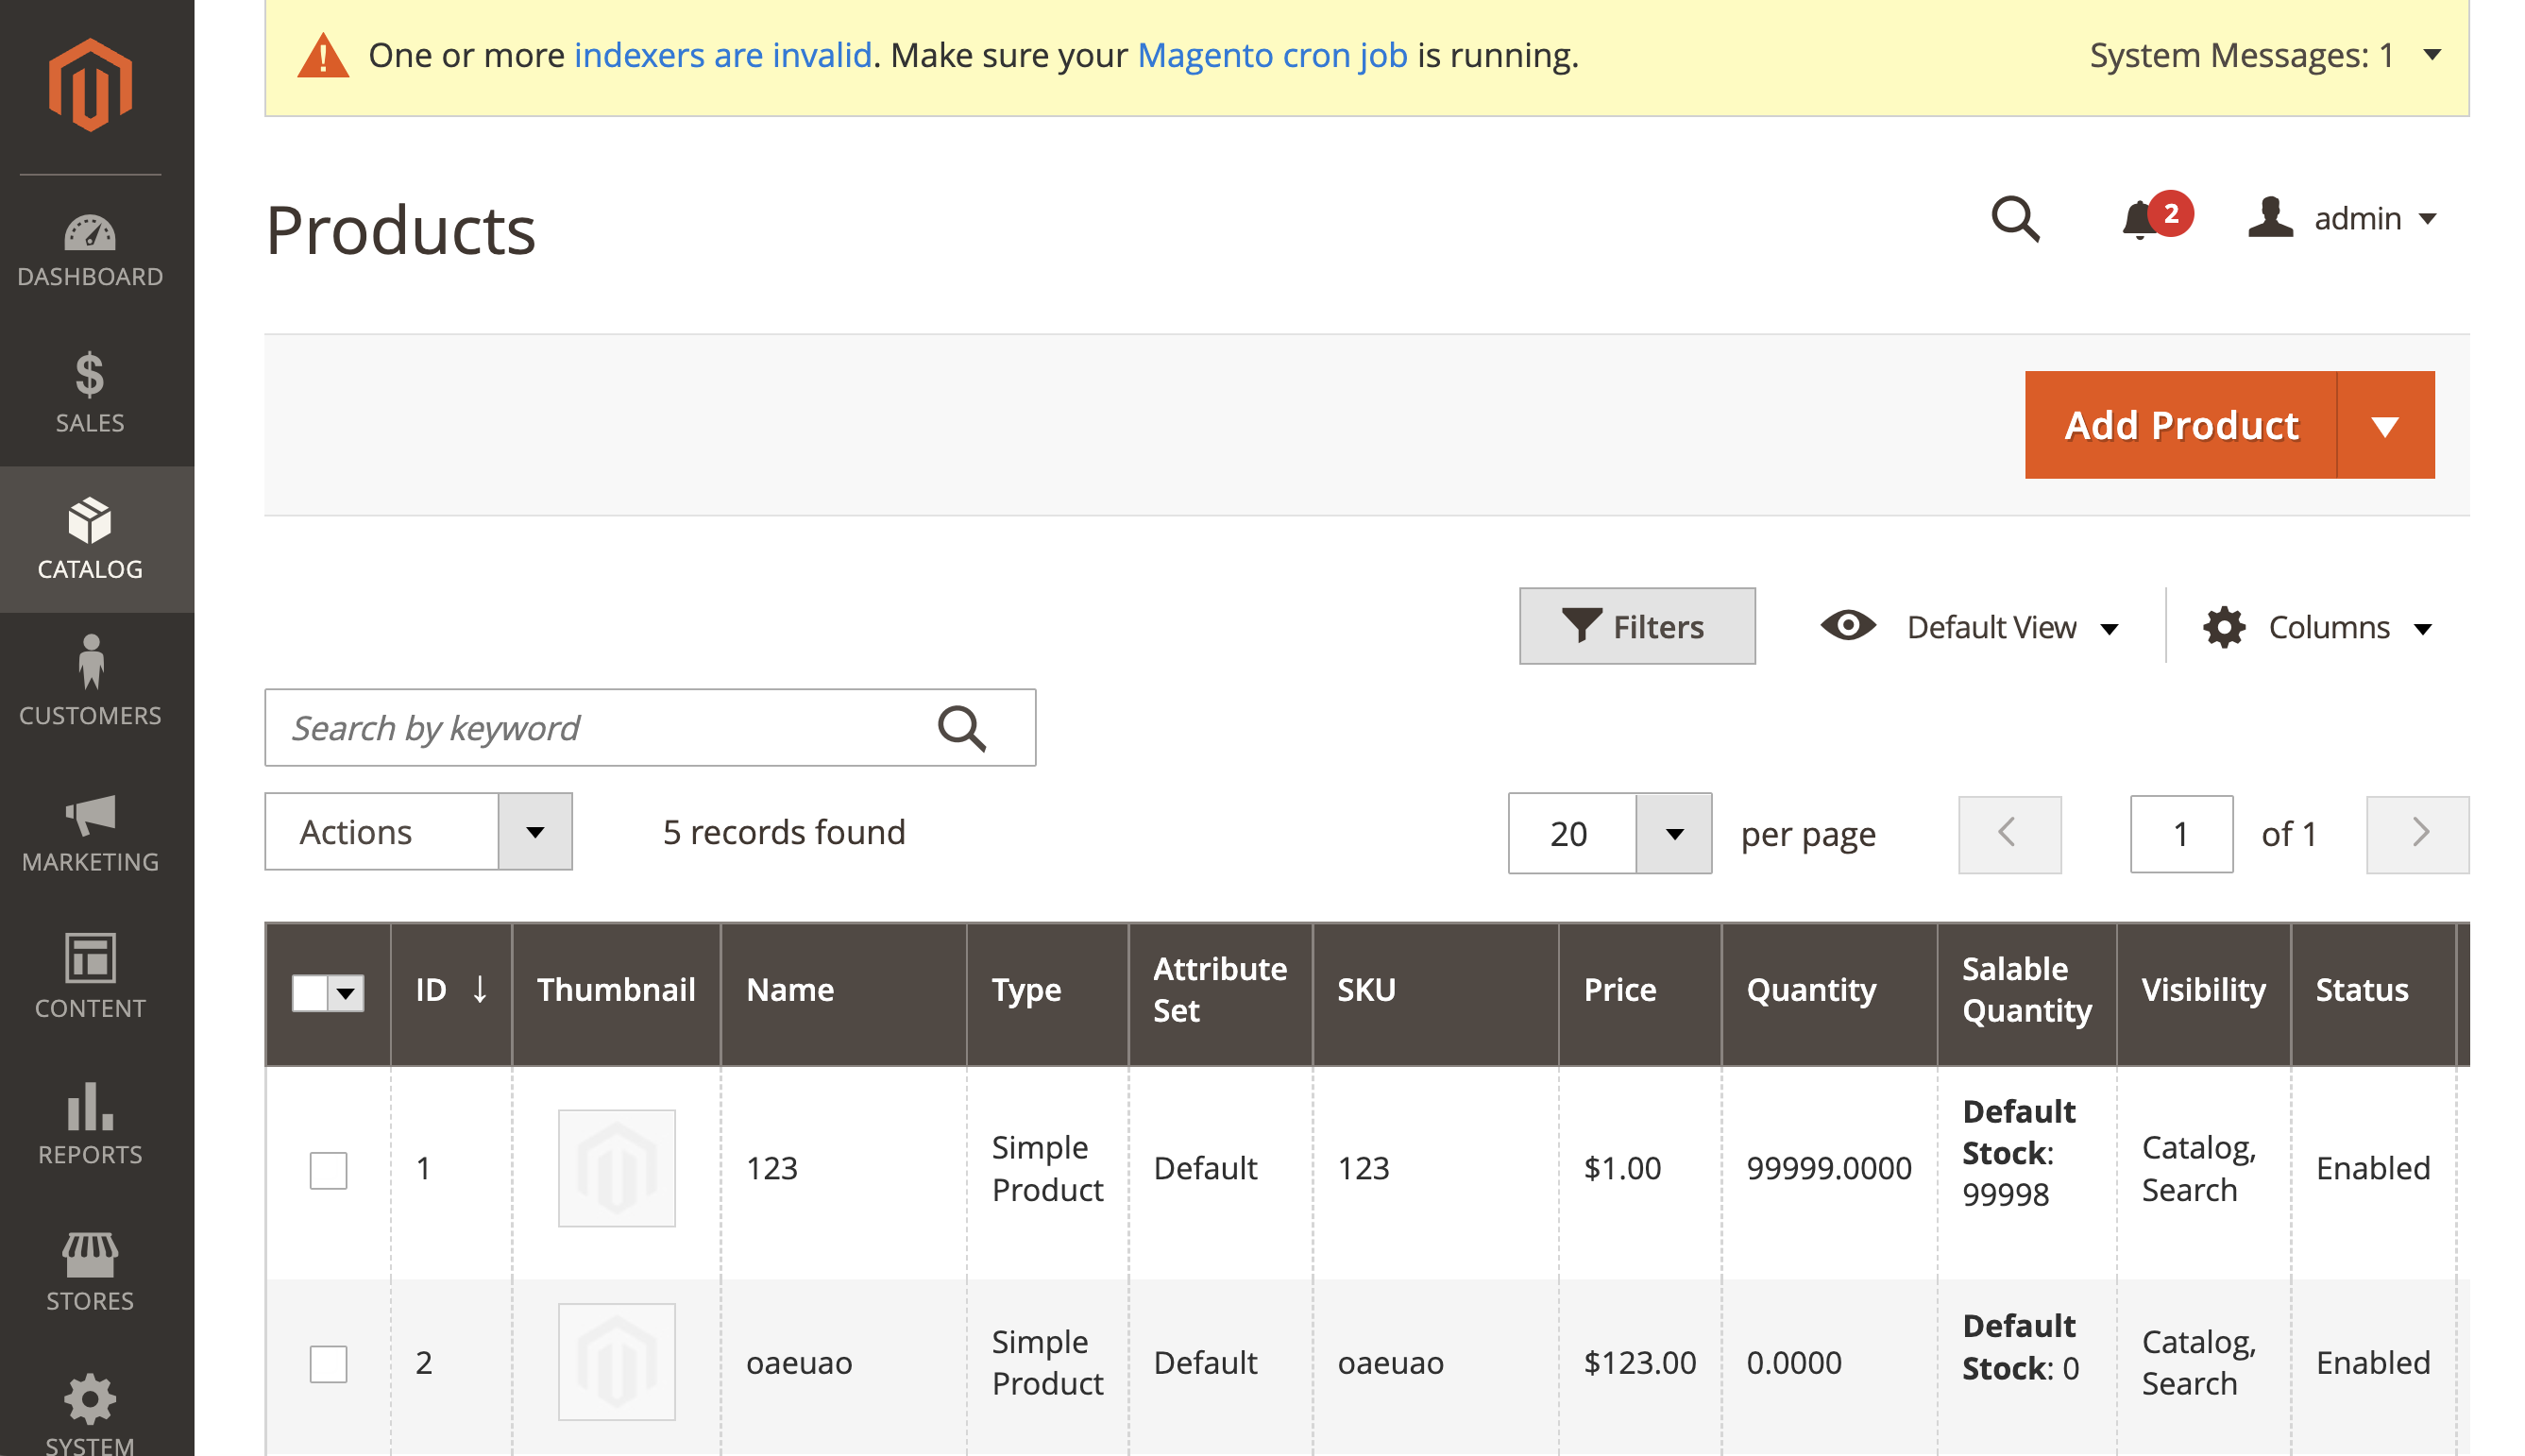 One or more indexers are invalid. Make sure your Magento cron job is running.
System Messages: 1
Products
2
admin
DASHBOARD
SALES
CATALOG
CUSTOMERS
MARKETING
CONTENT
REPORTS
STORES
SYSTEM
Add Product
Filters
Default View
Columns
Search by keyword
Actions
5 records found
20
per page
1
of 1
ID ↓
Thumbnail
Name
Type
Attribute
Set
SKU
Price
Quantity
Salable
Quantity
Visibility
Status
1
123
Simple
Product
Default
123
$1.00
99999.0000
Default
Stock:
99998
Catalog,
Search
Enabled
2
oaeuao
Simple
Product
Default
oaeuao
$123.00
0.0000
Default
Stock: 0
Catalog,
Search
Enabled